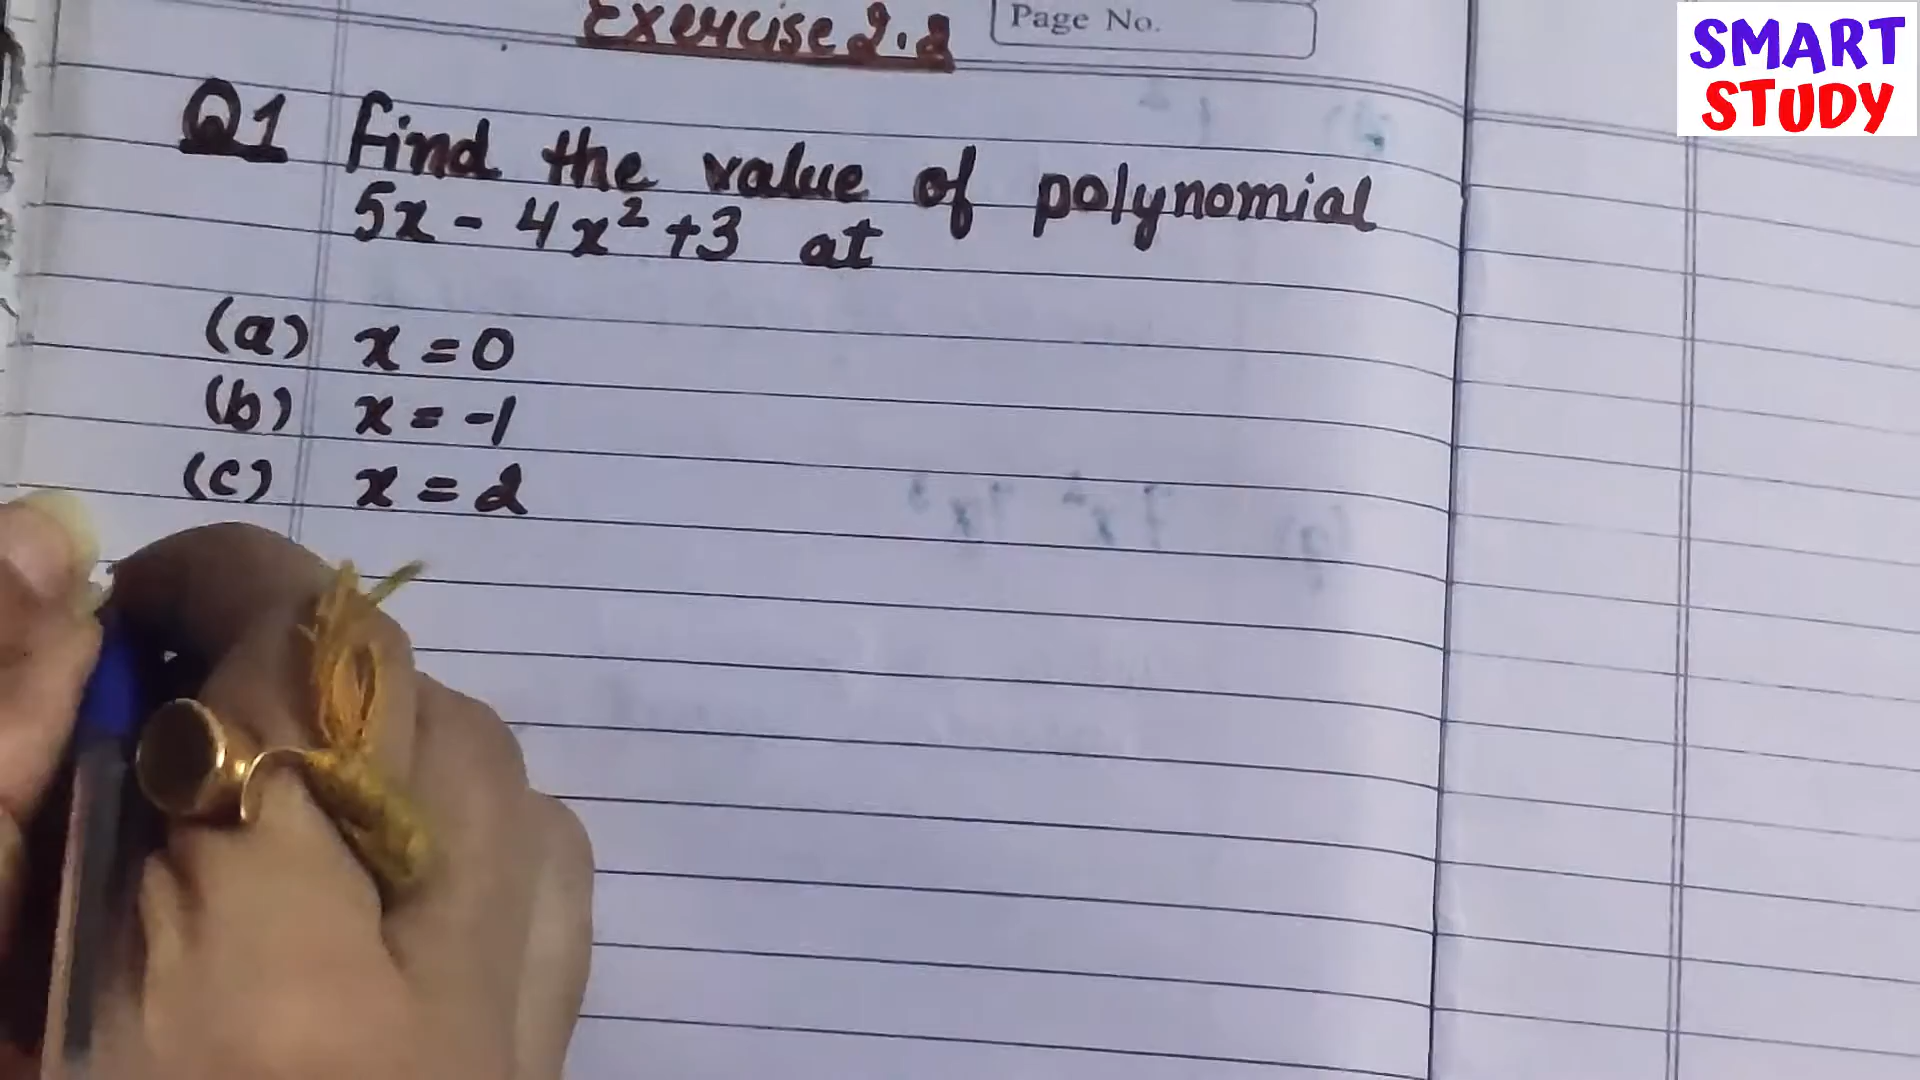 Exercise 2.2
Page No.
SMART
STUDY
Q1 Find the value of polynomial
5x - 4x² + 3 at
(a) x = 0
(b) x = -1
(c) x = 2